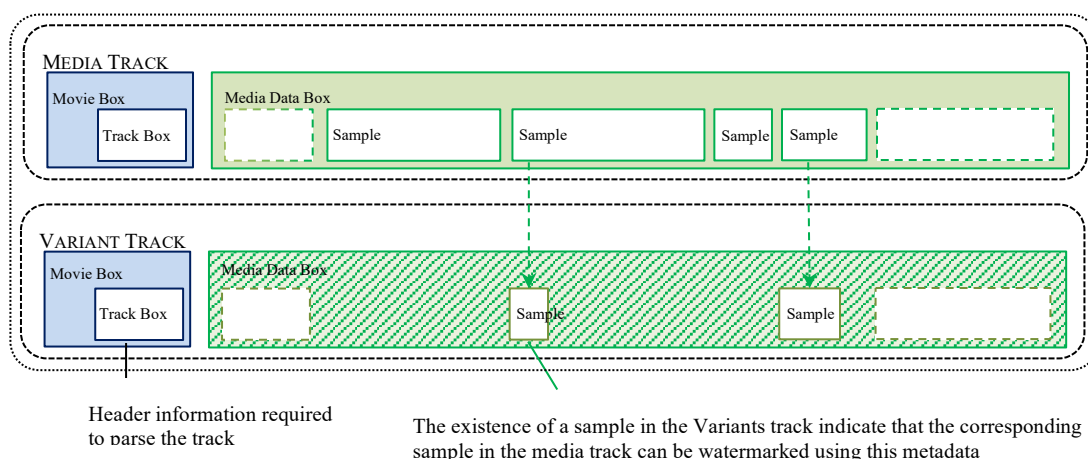 MEDIA TRACK
Movie Box
Track Box
Media Data Box
Sample
Sample
Sample
Sample
VARIANT TRACK
Movie Box
Track Box
Media Data Box
Sample
Sample
Header information required
to parse the track
The existence of a sample in the Variants track indicate that the corresponding
sample in the media track can be watermarked using this metadata